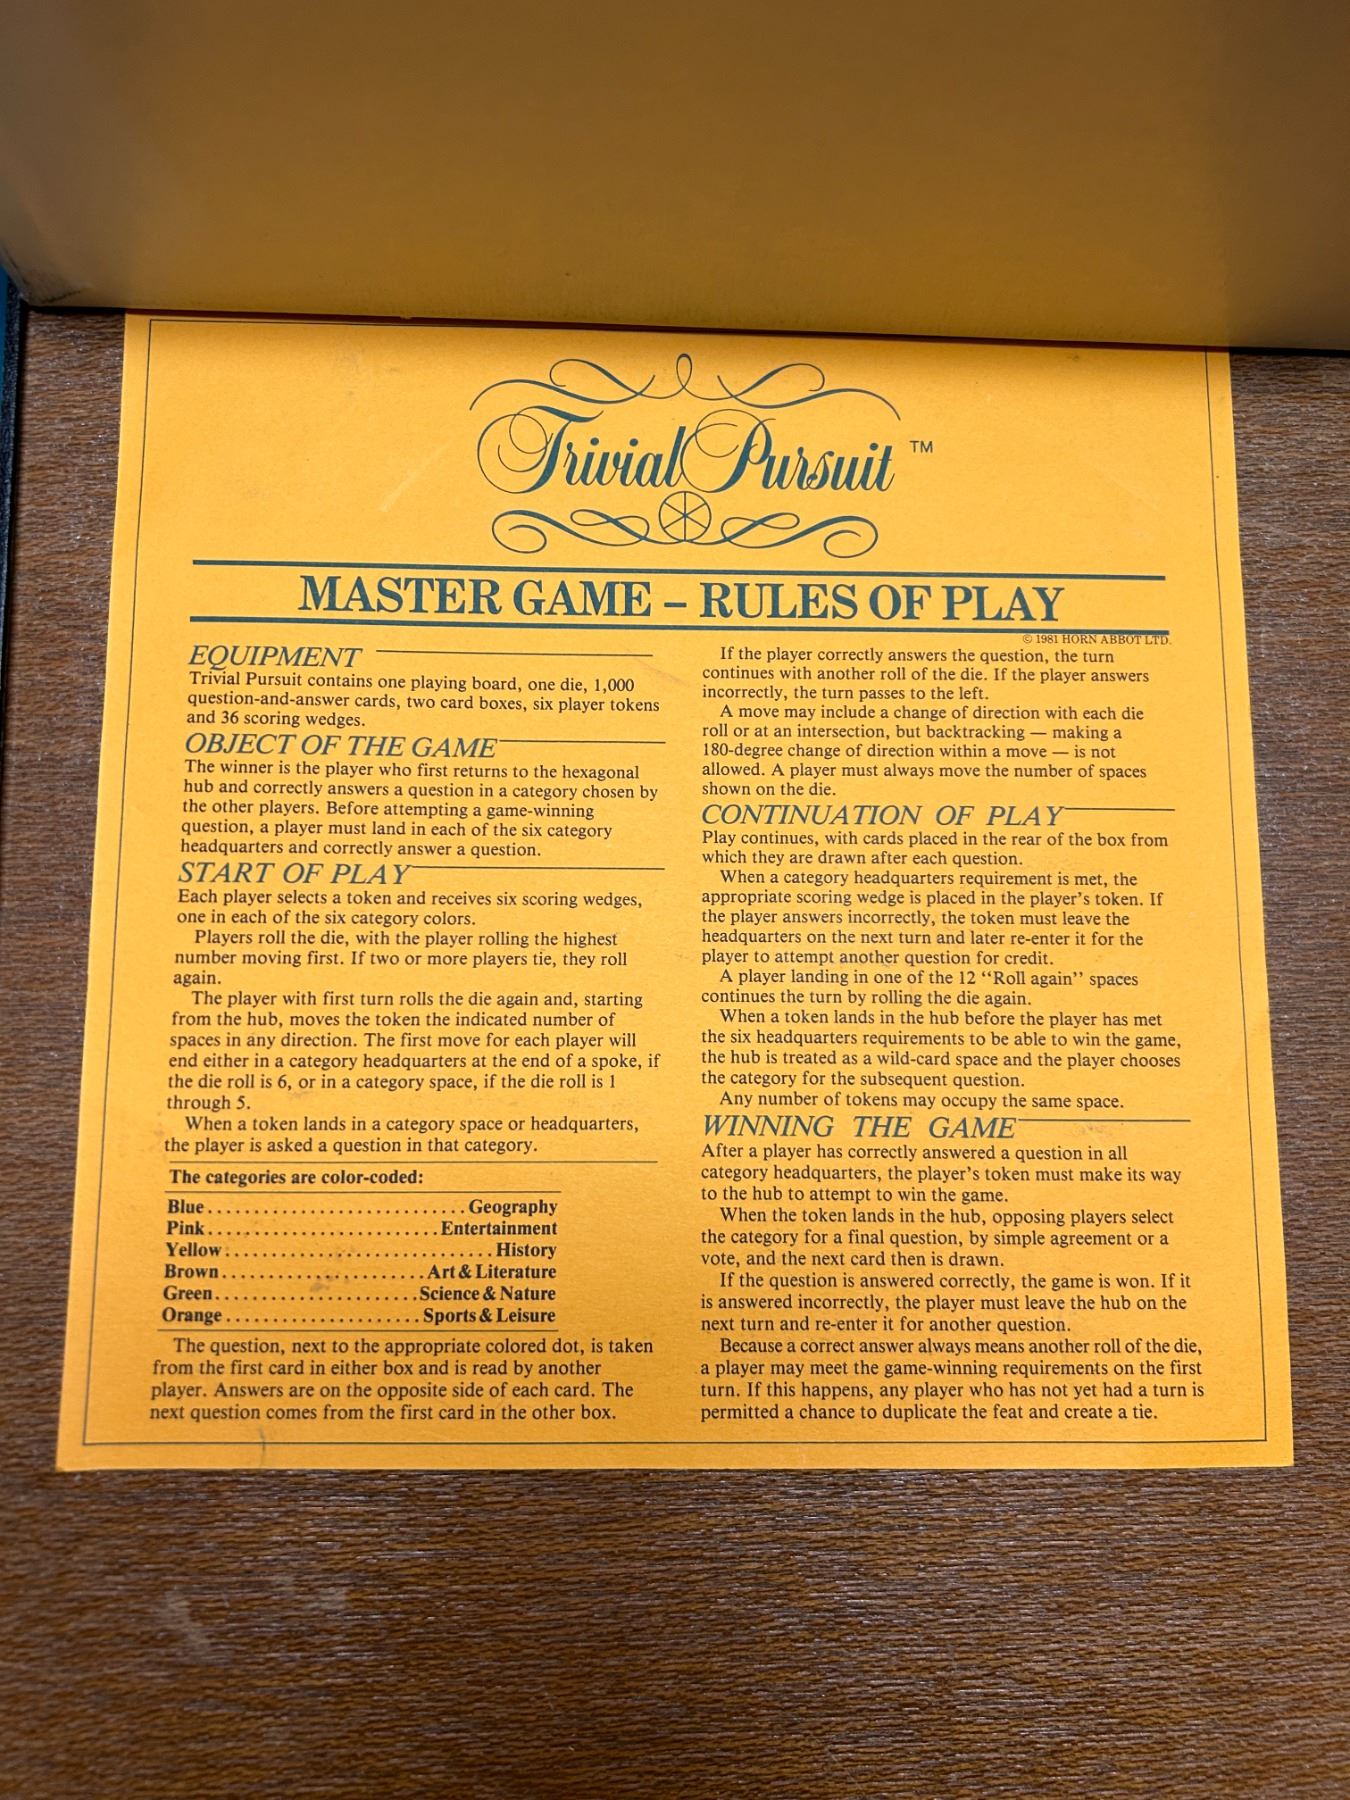 Trivial Pursuit ™
MASTER GAME – RULES OF PLAY
© 1981 HORN ABBOT LTD.
EQUIPMENT
Trivial Pursuit contains one playing board, one die, 1,000
question-and-answer cards, two card boxes, six player tokens
and 36 scoring wedges.
OBJECT OF THE GAME
The winner is the player who first returns to the hexagonal
hub and correctly answers a question in a category chosen by
the other players. Before attempting a game-winning
question, a player must land in each of the six category
headquarters and correctly answer a question.
START OF PLAY
Each player selects a token and receives six scoring wedges,
one in each of the six category colors.
Players roll the die, with the player rolling the highest
number moving first. If two or more players tie, they roll
again.
The player with first turn rolls the die again and, starting
from the hub, moves the token the indicated number of
spaces in any direction. The first move for each player will
end either in a category headquarters at the end of a spoke, if
the die roll is 6, or in a category space, if the die roll is 1
through 5.
When a token lands in a category space or headquarters,
the player is asked a question in that category.
The categories are color-coded:
Blue............................Geography
Pink.........................Entertainment
Yellow..............................History
Brown......................Art & Literature
Green.....................Science & Nature
Orange.....................Sports & Leisure
The question, next to the appropriate colored dot, is taken
from the first card in either box and is read by another
player. Answers are on the opposite side of each card. The
next question comes from the first card in the other box.
If the player correctly answers the question, the turn
continues with another roll of the die. If the player answers
incorrectly, the turn passes to the left.
A move may include a change of direction with each die
roll or at an intersection, but backtracking — making a
180-degree change of direction within a move — is not
allowed. A player must always move the number of spaces
shown on the die.
CONTINUATION OF PLAY
Play continues, with cards placed in the rear of the box from
which they are drawn after each question.
When a category headquarters requirement is met, the
appropriate scoring wedge is placed in the player's token. If
the player answers incorrectly, the token must leave the
headquarters on the next turn and later re-enter it for the
player to attempt another question for credit.
A player landing in one of the 12 "Roll again" spaces
continues the turn by rolling the die again.
When a token lands in the hub before the player has met
the six headquarters requirements to be able to win the game,
the hub is treated as a wild-card space and the player chooses
the category for the subsequent question.
Any number of tokens may occupy the same space.
WINNING THE GAME
After a player has correctly answered a question in all
category headquarters, the player's token must make its way
to the hub to attempt to win the game.
When the token lands in the hub, opposing players select
the category for a final question, by simple agreement or a
vote, and the next card then is drawn.
If the question is answered correctly, the game is won. If it
is answered incorrectly, the player must leave the hub on the
next turn and re-enter it for another question.
Because a correct answer always means another roll of the die,
a player may meet the game-winning requirements on the first
turn. If this happens, any player who has not yet had a turn is
permitted a chance to duplicate the feat and create a tie.